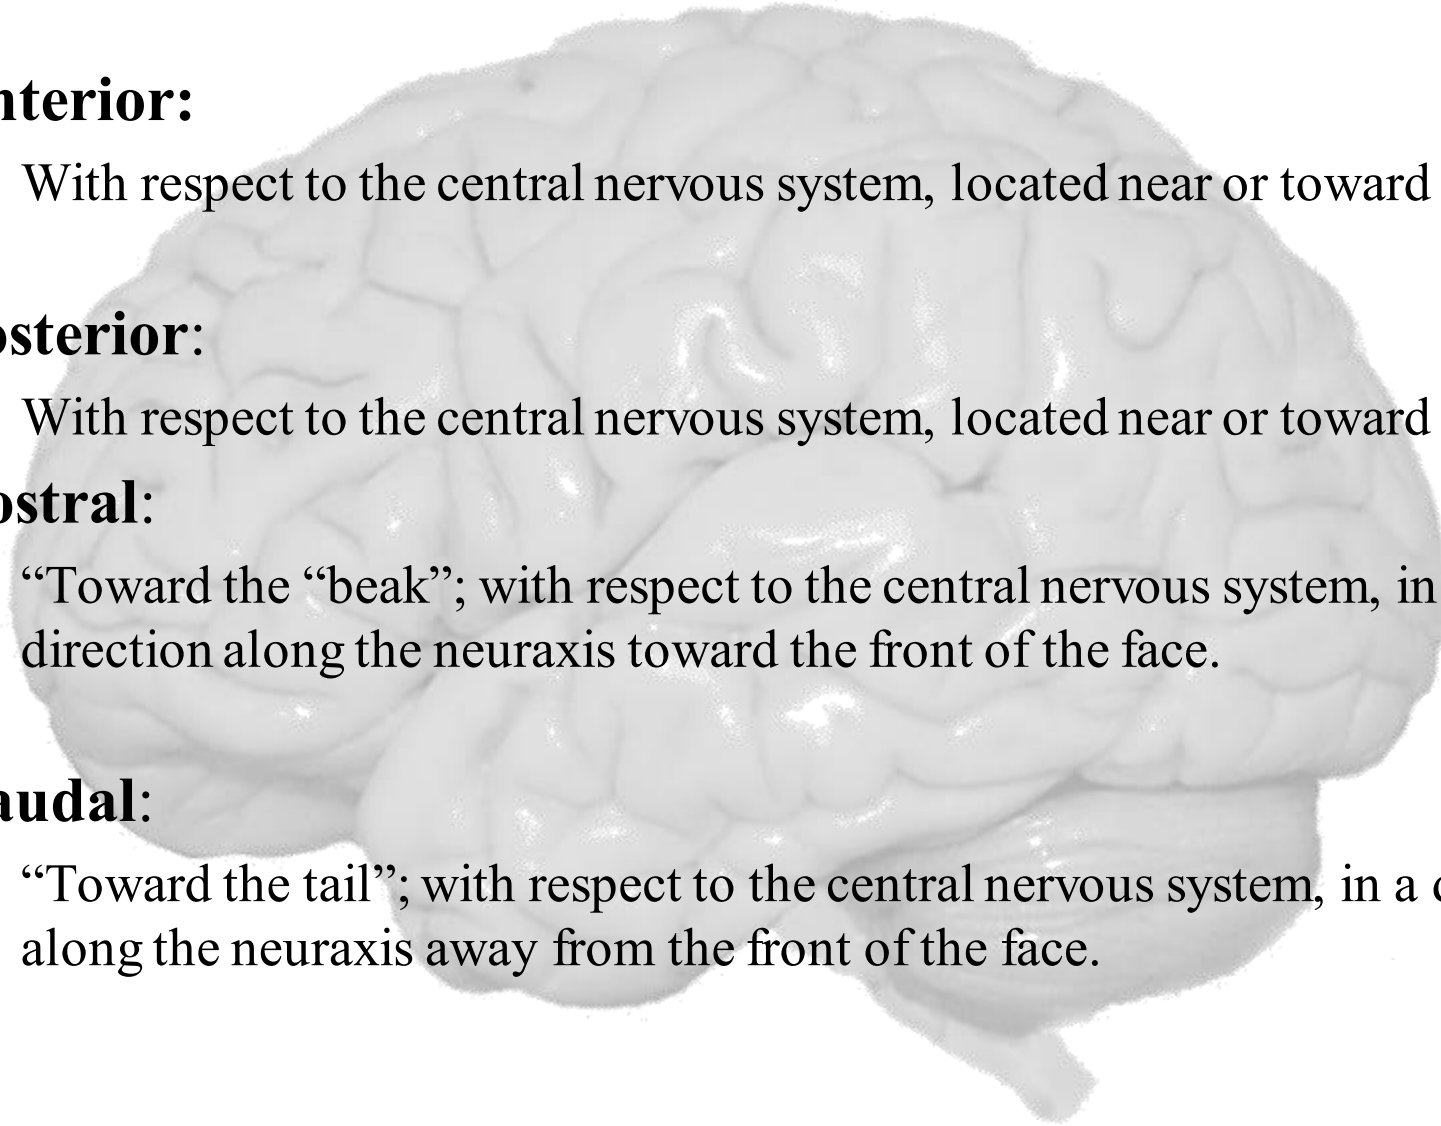 nterior:
With respect to the central nervous system, located near or toward
osterior:
With respect to the central nervous system, located near or toward
ostral:
“Toward the “beak”; with respect to the central nervous system, in
direction along the neuraxis toward the front of the face.
audal:
“Toward the tail”; with respect to the central nervous system, in a
along the neuraxis away from the front of the face.